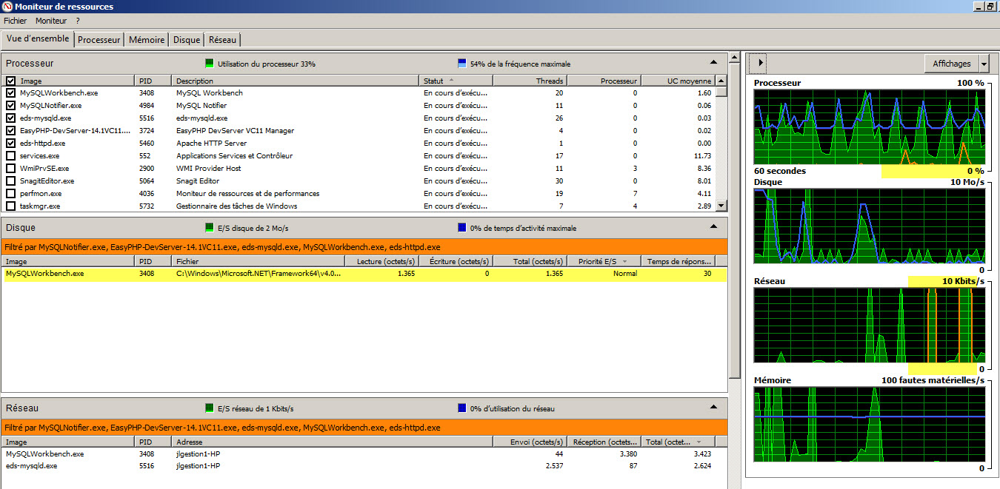 Moniteur de ressources
Fichier Moniteur ?
Vue d'ensemble Processeur Mémoire Disque Réseau
Processeur Utilisation du processeur 33% 54% de la fréquence maximale
Image PID Description Statut Threads Processeur UC moyenne
MySQLWorkbench.exe 3408 MySQL Workbench En cours d'exécu... 20 0 1.60
MySQLNotifier.exe 4984 MySQL Notifier En cours d'exécu... 11 0 0.06
eds-mysqld.exe 5516 eds-mysqld.exe En cours d'exécu... 26 0 0.03
EasyPHP-DevServer-14.1VC11.... 3724 EasyPHP DevServer VC11 Manager En cours d'exécu... 4 0 0.02
eds-httpd.exe 5460 Apache HTTP Server En cours d'exécu... 1 0 0.00
services.exe 552 Applications Services et Contrôleur En cours d'exécu... 17 0 11.73
WmiPrvSE.exe 2900 WMI Provider Host En cours d'exécu... 11 3 8.36
SnagitEditor.exe 5064 Snagit Editor En cours d'exécu... 30 0 8.01
perfmon.exe 4036 Moniteur de ressources et de performances En cours d'exécu... 19 7 4.11
taskmgr.exe 5732 Gestionnaire des tâches de Windows En cours d'exécu... 7 4 2.89
Disque E/S disque de 2 Mo/s 0% de temps d'activité maximale
Filtré par MySQLNotifier.exe, EasyPHP-DevServer-14.1VC11.exe, eds-mysqld.exe, MySQLWorkbench.exe, eds-httpd.exe
Image PID Fichier Lecture (octets/s) Écriture (octets/s) Total (octets/s) Priorité E/S Temps de répons...
MySQLWorkbench.exe 3408 C:\Windows\Microsoft.NET\Framework64\v4.0... 1.365 0 1.365 Normal 30
Réseau E/S réseau de 1 Kbits/s 0% d'utilisation du réseau
Filtré par MySQLNotifier.exe, EasyPHP-DevServer-14.1VC11.exe, eds-mysqld.exe, MySQLWorkbench.exe, eds-httpd.exe
Image PID Adresse Envoi (octets/s) Réception (octets... Total (octet...
MySQLWorkbench.exe 3408 jlgestion1-HP 44 3.380 3.423
eds-mysqld.exe 5516 jlgestion1-HP 2.537 87 2.624
Affichages
Processeur 100 %
60 secondes 0 %
Disque 10 Mo/s
0
Réseau 10 Kbits/s
0
Mémoire 100 fautes matérielles/s
0